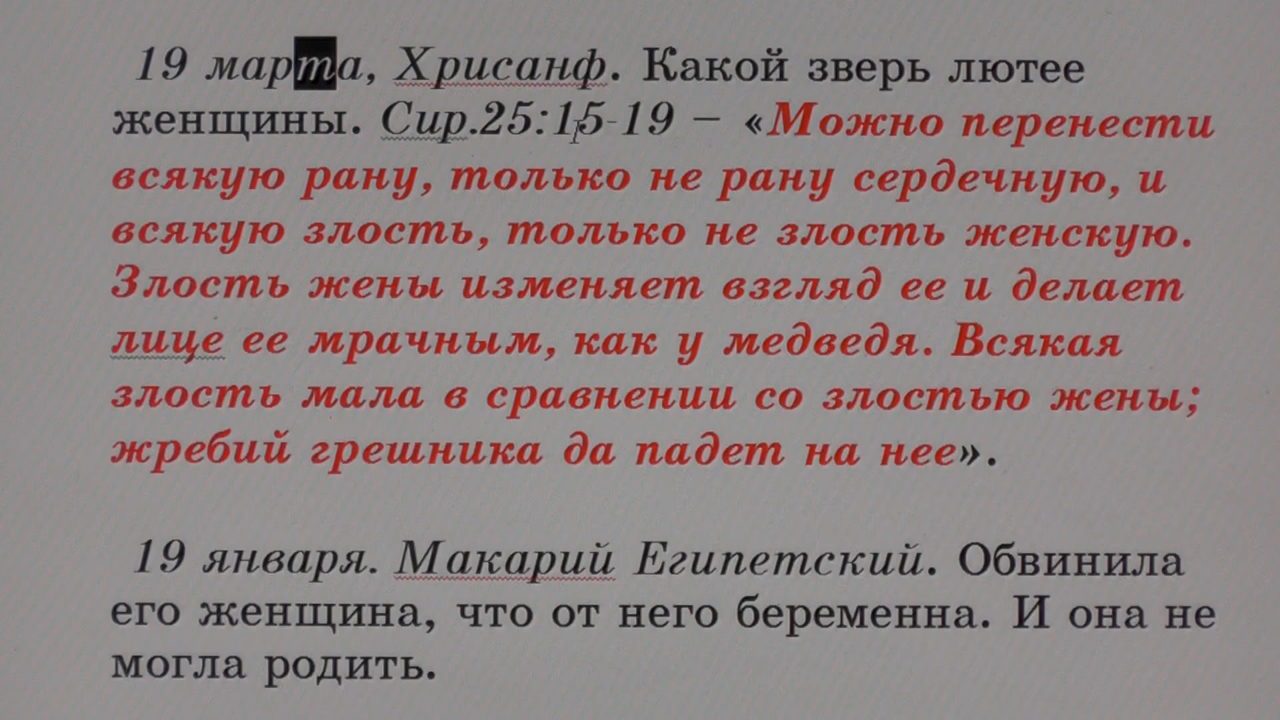 19 марта, Хрисанф. Какой зверь лютее
женщины. Сир.25:15-19 – «Можно перенести
всякую рану, только не рану сердечную, и
всякую злость, только не злость женскую.
Злость жены изменяет взгляд ее и делает
лице ее мрачным, как у медведя. Всякая
злость мала в сравнении со злостью жены;
жребий грешника да падет на нее».
19 января. Макарий Египетский. Обвинила
его женщина, что от него беременна. И она не
могла родить.